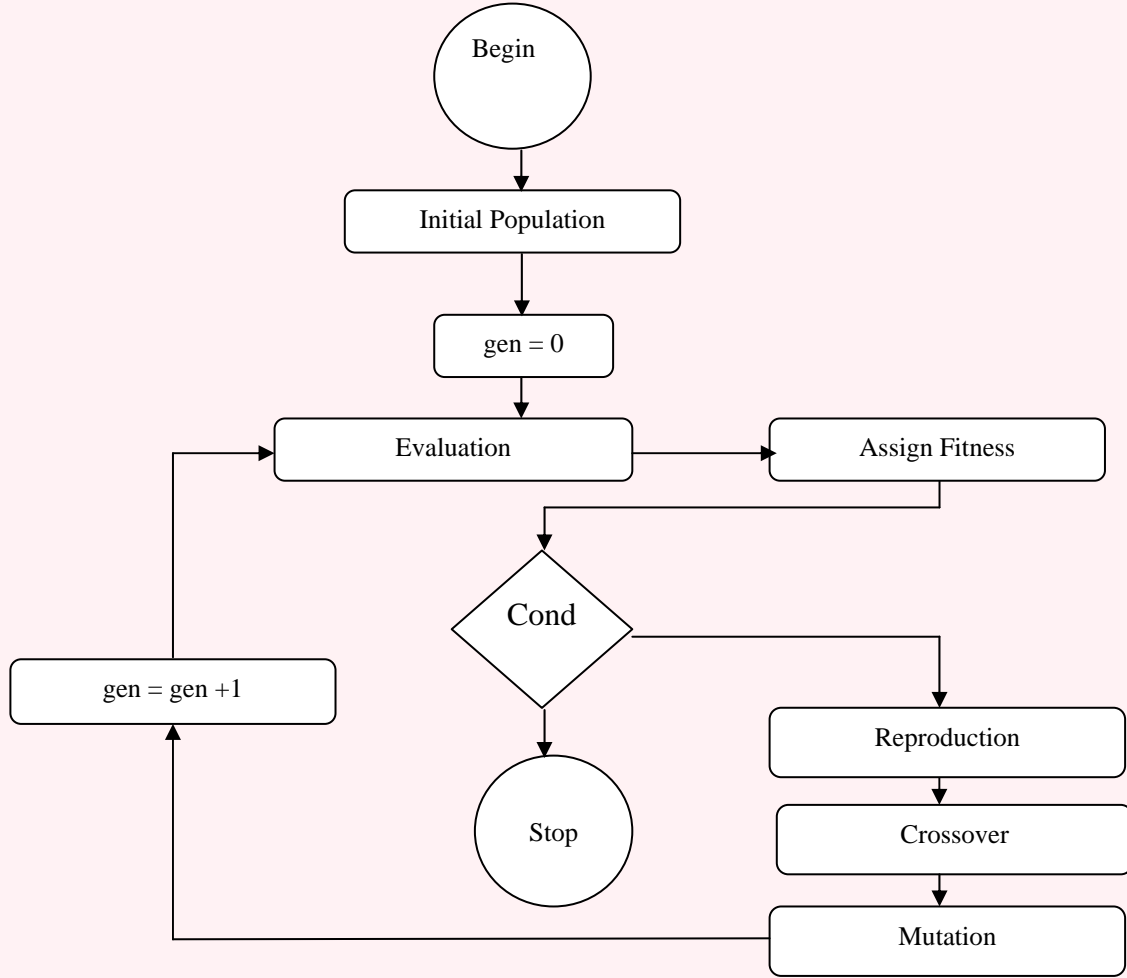 Begin
Initial Population
gen = 0
Evaluation
Assign Fitness
Cond
gen = gen +1
Reproduction
Stop
Crossover
Mutation